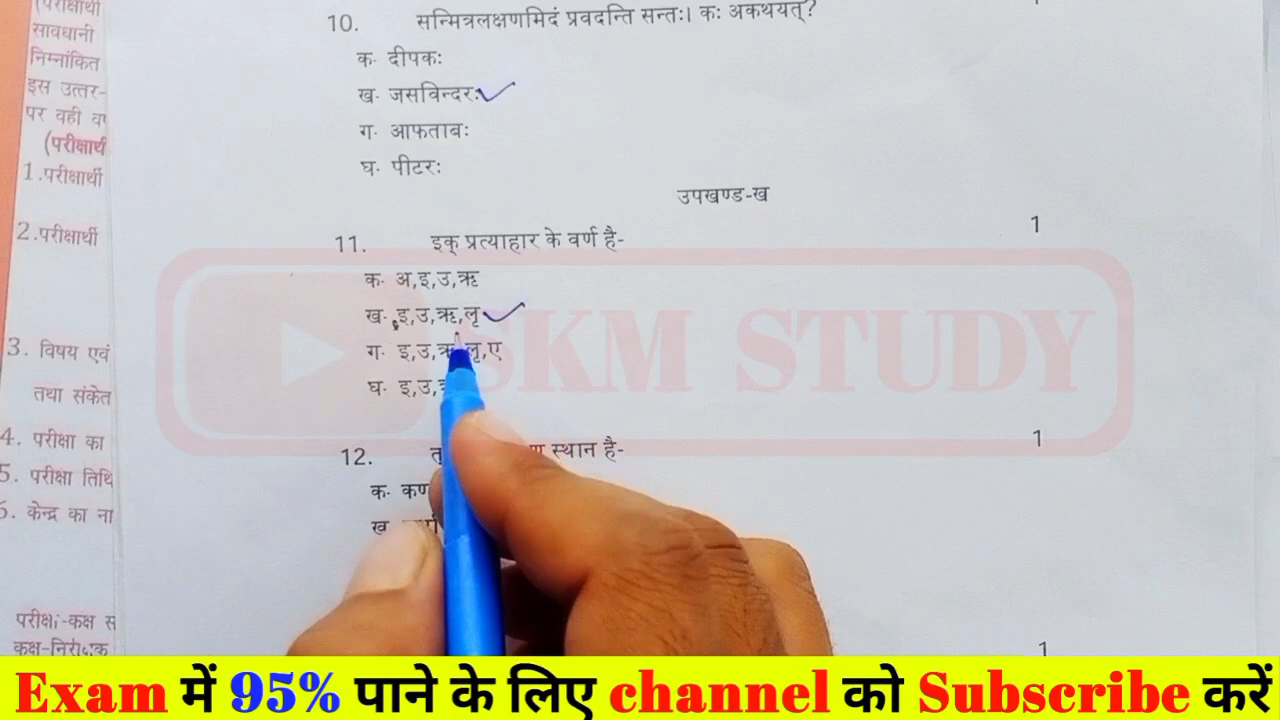 (परीक्षार्थी
सावधानी
निम्नांकित
इस उत्तर-
पर वही
(परीक्षार्थी
1.परीक्षार्थी
2.परीक्षार्थी
3. विषय एवं
तथा संकेत
4. परीक्षा का
5. परीक्षा तिथि
6. केन्द्र का ना
परीक्षा-कक्ष स
कक्ष-निरीक्षक
10. सन्मित्रलक्षणमिदं प्रवदन्ति सन्तः। कः अकथयत्?
क- दीपकः
ख- जसविन्दरः
ग- आफताबः
घ- पीटरः
उपखण्ड-ख
11. इक् प्रत्याहार के वर्ण है- 1
क- अ,इ,उ,ऋ
ख- इ,उ,ऋ,लृ
ग- इ,उ,ऋ,लृ,ए
घ- इ,उ,
12. स्थान है- 1
क- कण
ख
1
SKM STUDY
Exam में 95% पाने के लिए channel को Subscribe करें